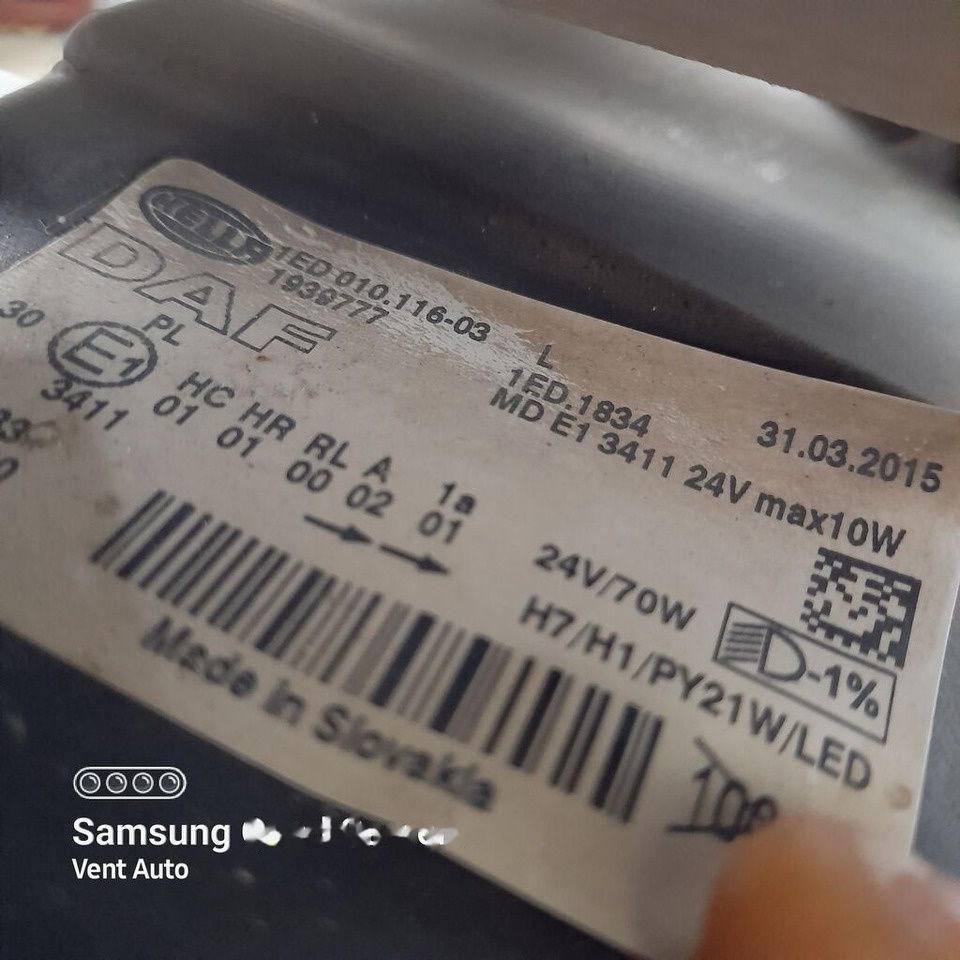 HELLA
1ED.010.116-03 L
DAF
1936777
1ED.1834
31.03.2015
PL
MD E1 3411 24V max10W
30
E1
HC HR RL A 1a
3411 01 01 00 02 01
24V/70W
H7/H1/PY21W/LED
D-1%
Made in Slovakia
Samsung
Vent Auto